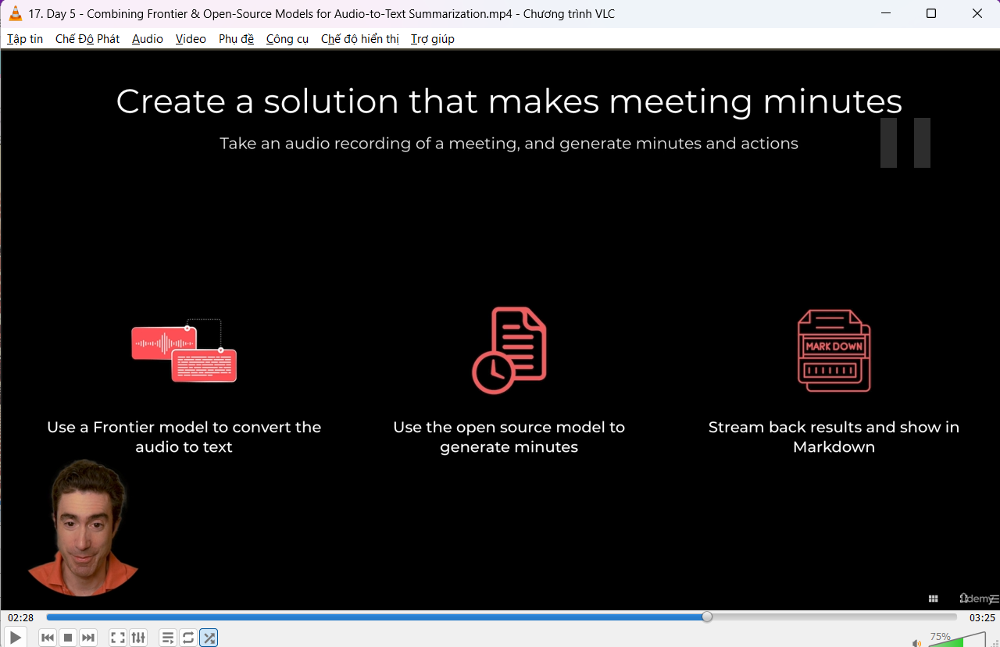 17. Day 5 - Combining Frontier & Open-Source Models for Audio-to-Text Summarization.mp4 - Chương trình VLC
Tập tin Chế Độ Phát Audio Video Phụ đề Công cụ Chế độ hiển thị Trợ giúp
Create a solution that makes meeting minutes
Take an audio recording of a meeting, and generate minutes and actions
MARK DOWN
Use a Frontier model to convert the
audio to text
Use the open source model to
generate minutes
Stream back results and show in
Markdown
Udemy
02:28
03:25
75%